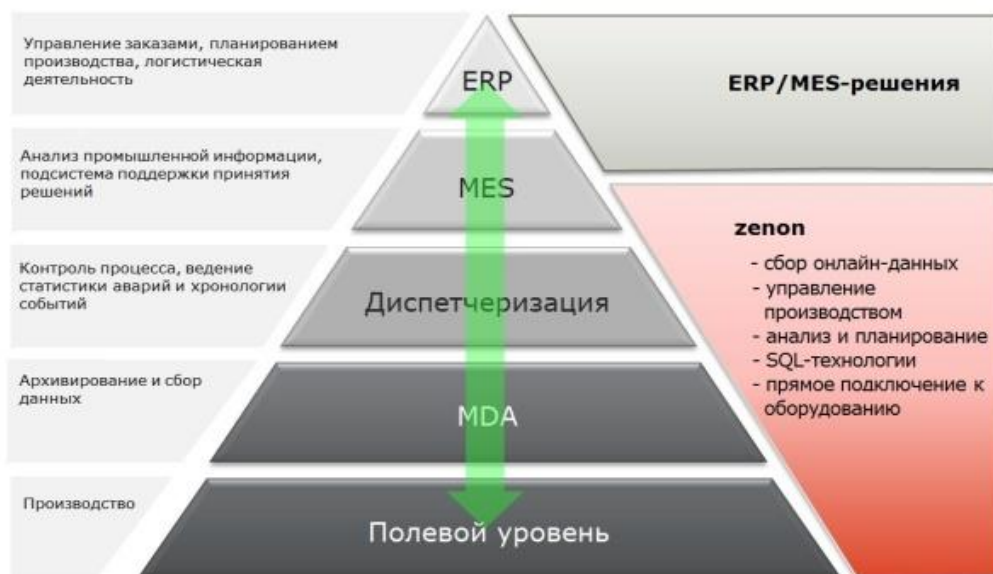 Управление заказами, планированием
производства, логистическая
деятельность
ERP
ERP/MES-решения
Анализ промышленной информации,
подсистема поддержки принятия
решений
MES
zenon
- сбор онлайн-данных
- управление
производством
- анализ и планирование
- SQL-технологии
- прямое подключение к
оборудованию
Контроль процесса, ведение
статистики аварий и хронологии
событий
Диспетчеризация
Архивирование и сбор
данных
MDA
Производство
Полевой уровень